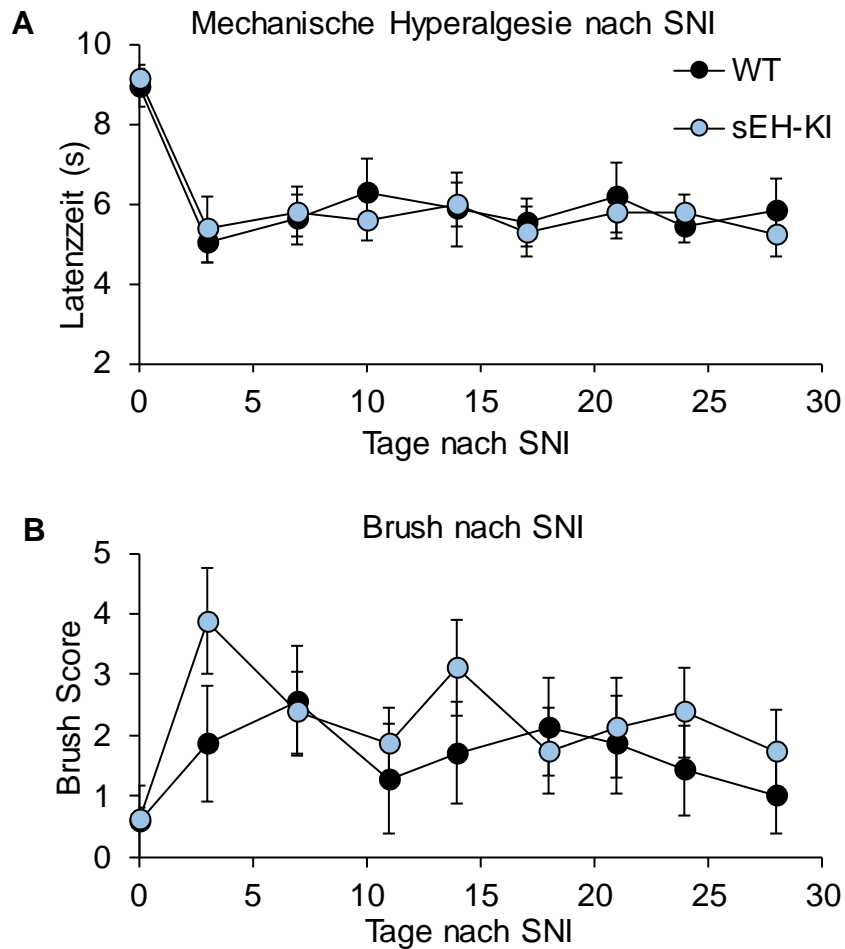 A
Mechanische Hyperalgesie nach SNI
10
8
6
4
2
Latenzzeit (s)
WT
sEH-KI
0 5 10 15 20 25 30
Tage nach SNI
B
Brush nach SNI
5
4
3
2
1
0
Brush Score
0 5 10 15 20 25 30
Tage nach SNI